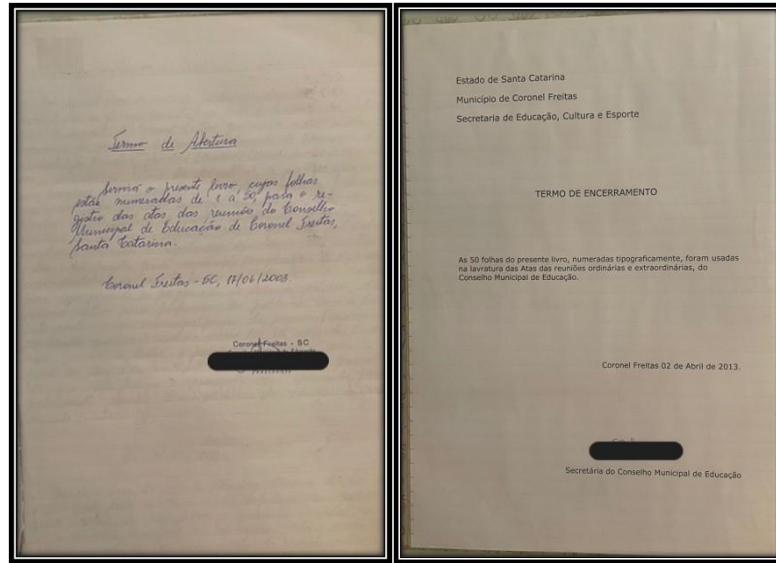 Termo de Abertura
Servirá o presente livro, cujas folhas
estão numeradas de 1 a 50, para o re-
gistro das atas das reunião do Conselho
Municipal de Educação de Coronel Freitas,
Santa Catarina.
Coronel Freitas - SC, 17/06/2003.
Coronel Freitas - SC
Estado de Santa Catarina
Município de Coronel Freitas
Secretaria de Educação, Cultura e Esporte
TERMO DE ENCERRAMENTO
As 50 folhas do presente livro, numeradas tipograficamente, foram usadas
na lavratura das Atas das reuniões ordinárias e extraordinárias, do
Conselho Municipal de Educação.
Coronel Freitas 02 de Abril de 2013.
Secretária do Conselho Municipal de Educação